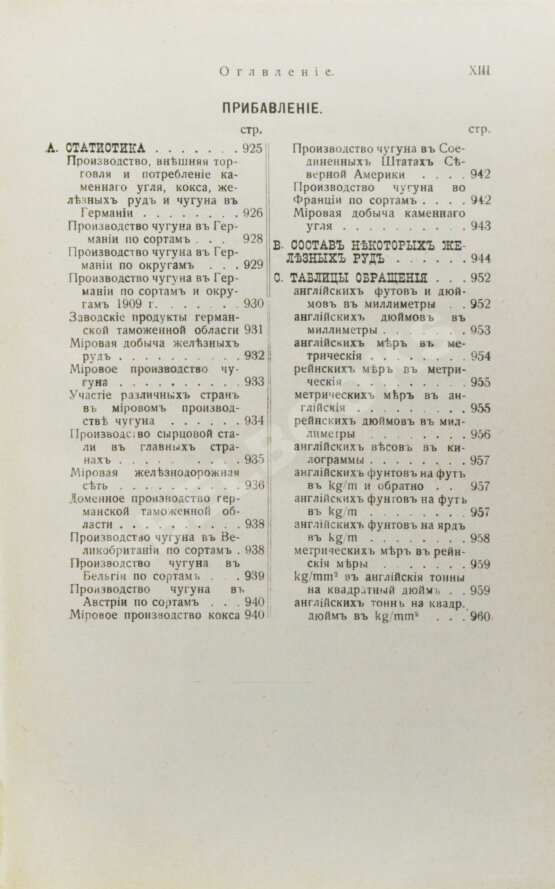 Оглавленіе. XIII
ПРИБАВЛЕНІЕ.
стр.
А. СТАТИСТИКА . . . . . . . 925
Производство, внѣшняя тор-
говля и потребленіе ка-
меннаго угля, кокса, же-
лѣзныхъ рудъ и чугуна въ
Германіи . . . . . . . . 926
Производство чугуна въ Гер-
маніи по сортамъ . . . 928
Производство чугуна въ Гер-
маніи по округамъ . . . 929
Производство чугуна въ Гер-
маніи по сортамъ и окру-
гамъ 1909 г. . . . . . . . 930
Заводскіе продукты герман-
ской таможенной области 931
Міровая добыча желѣзныхъ
рудъ . . . . . . . . . . 932
Міровое производство чу-
гуна . . . . . . . . . . . 933
Участіе различныхъ странъ
въ міровомъ производ-
ствѣ чугуна . . . . . . . 934
Производство сырцовой ста-
ли въ главныхъ стра-
нахъ . . . . . . . . . . . 935
Міровая желѣзнодорожная
сѣть . . . . . . . . . . . 936
Доменное производство гер-
манской таможенной об-
ласти . . . . . . . . . . 938
Производство чугуна въ Ве-
ликобританіи по сортамъ . 938
Производство чугуна въ
Бельгіи по сортамъ . . . 939
Производство чугуна въ
Австріи по сортамъ . . . 940
Міровое производство кокса 940
стр.
Производство чугуна въ Сое-
диненныхъ Штатахъ Сѣ-
верной Америки . . . . 942
Производство чугуна во
Франціи по сортамъ . . . 942
Міровая добыча каменнаго
угля . . . . . . . . . . . 943
В. СОСТАВЪ НѢКОТОРЫХЪ ЖЕ-
ЛѢЗНЫХЪ РУДЪ . . . . . . 944
С. ТАБЛИЦЫ ОБРАЩЕНІЯ . . . 952
англійскихъ футовъ и дюй-
мовъ въ миллиметры . . 952
англійскихъ дюймовъ въ
миллиметры . . . . . . . 953
англійскихъ мѣръ въ ме-
трическія . . . . . . . . 954
рейнскихъ мѣръ въ метри-
ческія . . . . . . . . . . 955
метрическихъ мѣръ въ ан-
глійскія . . . . . . . . . 955
рейнскихъ дюймовъ въ мил-
лиметры . . . . . . . . . 956
англійскихъ вѣсовъ въ ки-
лограммы . . . . . . . . 957
англійскихъ фунтовъ на футъ
въ kg/m и обратно . . 957
англійскихъ фунтовъ на футъ
въ kg/m . . . . . . . . 957
англійскихъ фунтовъ на ярдъ
въ kg/m . . . . . . . . 958
метрическихъ мѣръ въ рейн-
скія мѣры . . . . . . . 959
kg/mm² въ англійскія тонны
на квадратный дюймъ . . 959
англійскихъ тоннъ на квадр.
дюймъ въ kg/mm² . . . 960